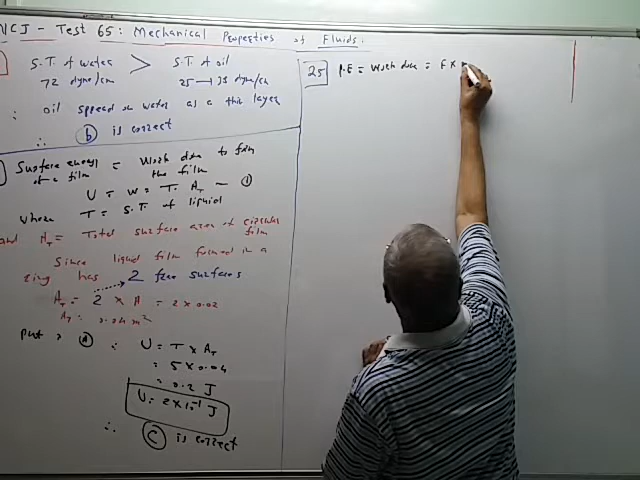 NCJ - Test 65: Mechanical Properties of Fluids.
S.T of water > S.T of oil
72 dyne/cm 25 → 35 dyne/cm
∴ oil spread on water as a thin layer
∴ (b) is correct
Surface energy of a film = Work done to form the film
U = W = T. A_T — ①
where T = S.T of liquid
and A_T = Total surface area of circular film
Since liquid film formed in a
ring has 2 free surfaces
A_T = 2 × A = 2 × 0.02
A_T = 0.04 m²
Put ∴ U = T × A_T
= 5 × 0.04
= 0.2 J
U = 2 × 10⁻¹ J
∴ (C) is correct
25 P.E = Work done = F ×